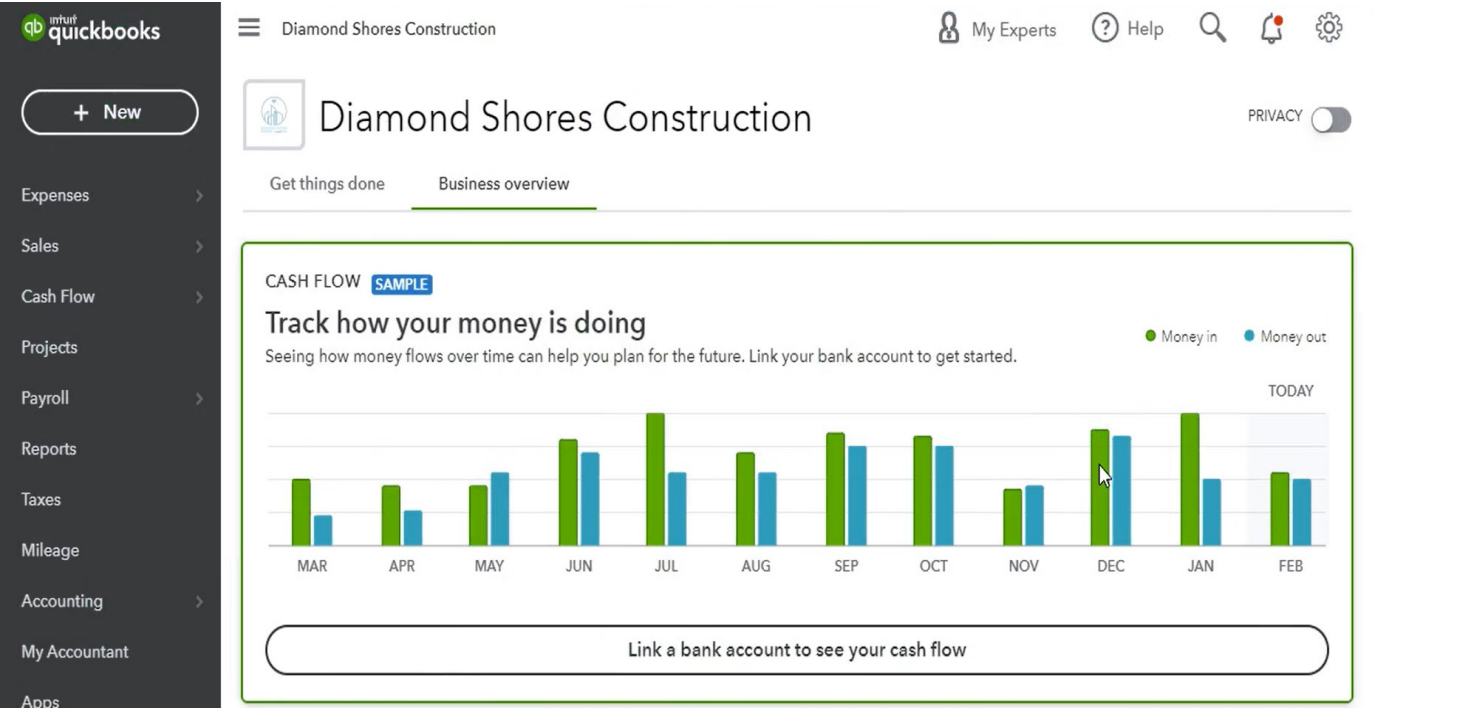 intuit
quickbooks
Diamond Shores Construction
My Experts
Help
+ New
Diamond Shores Construction
PRIVACY
Get things done
Business overview
Expenses
Sales
Cash Flow
Projects
Payroll
Reports
Taxes
Mileage
Accounting
My Accountant
Apps
CASH FLOW SAMPLE
Track how your money is doing
Seeing how money flows over time can help you plan for the future. Link your bank account to get started.
Money in Money out
TODAY
MAR APR MAY JUN JUL AUG SEP OCT NOV DEC JAN FEB
Link a bank account to see your cash flow